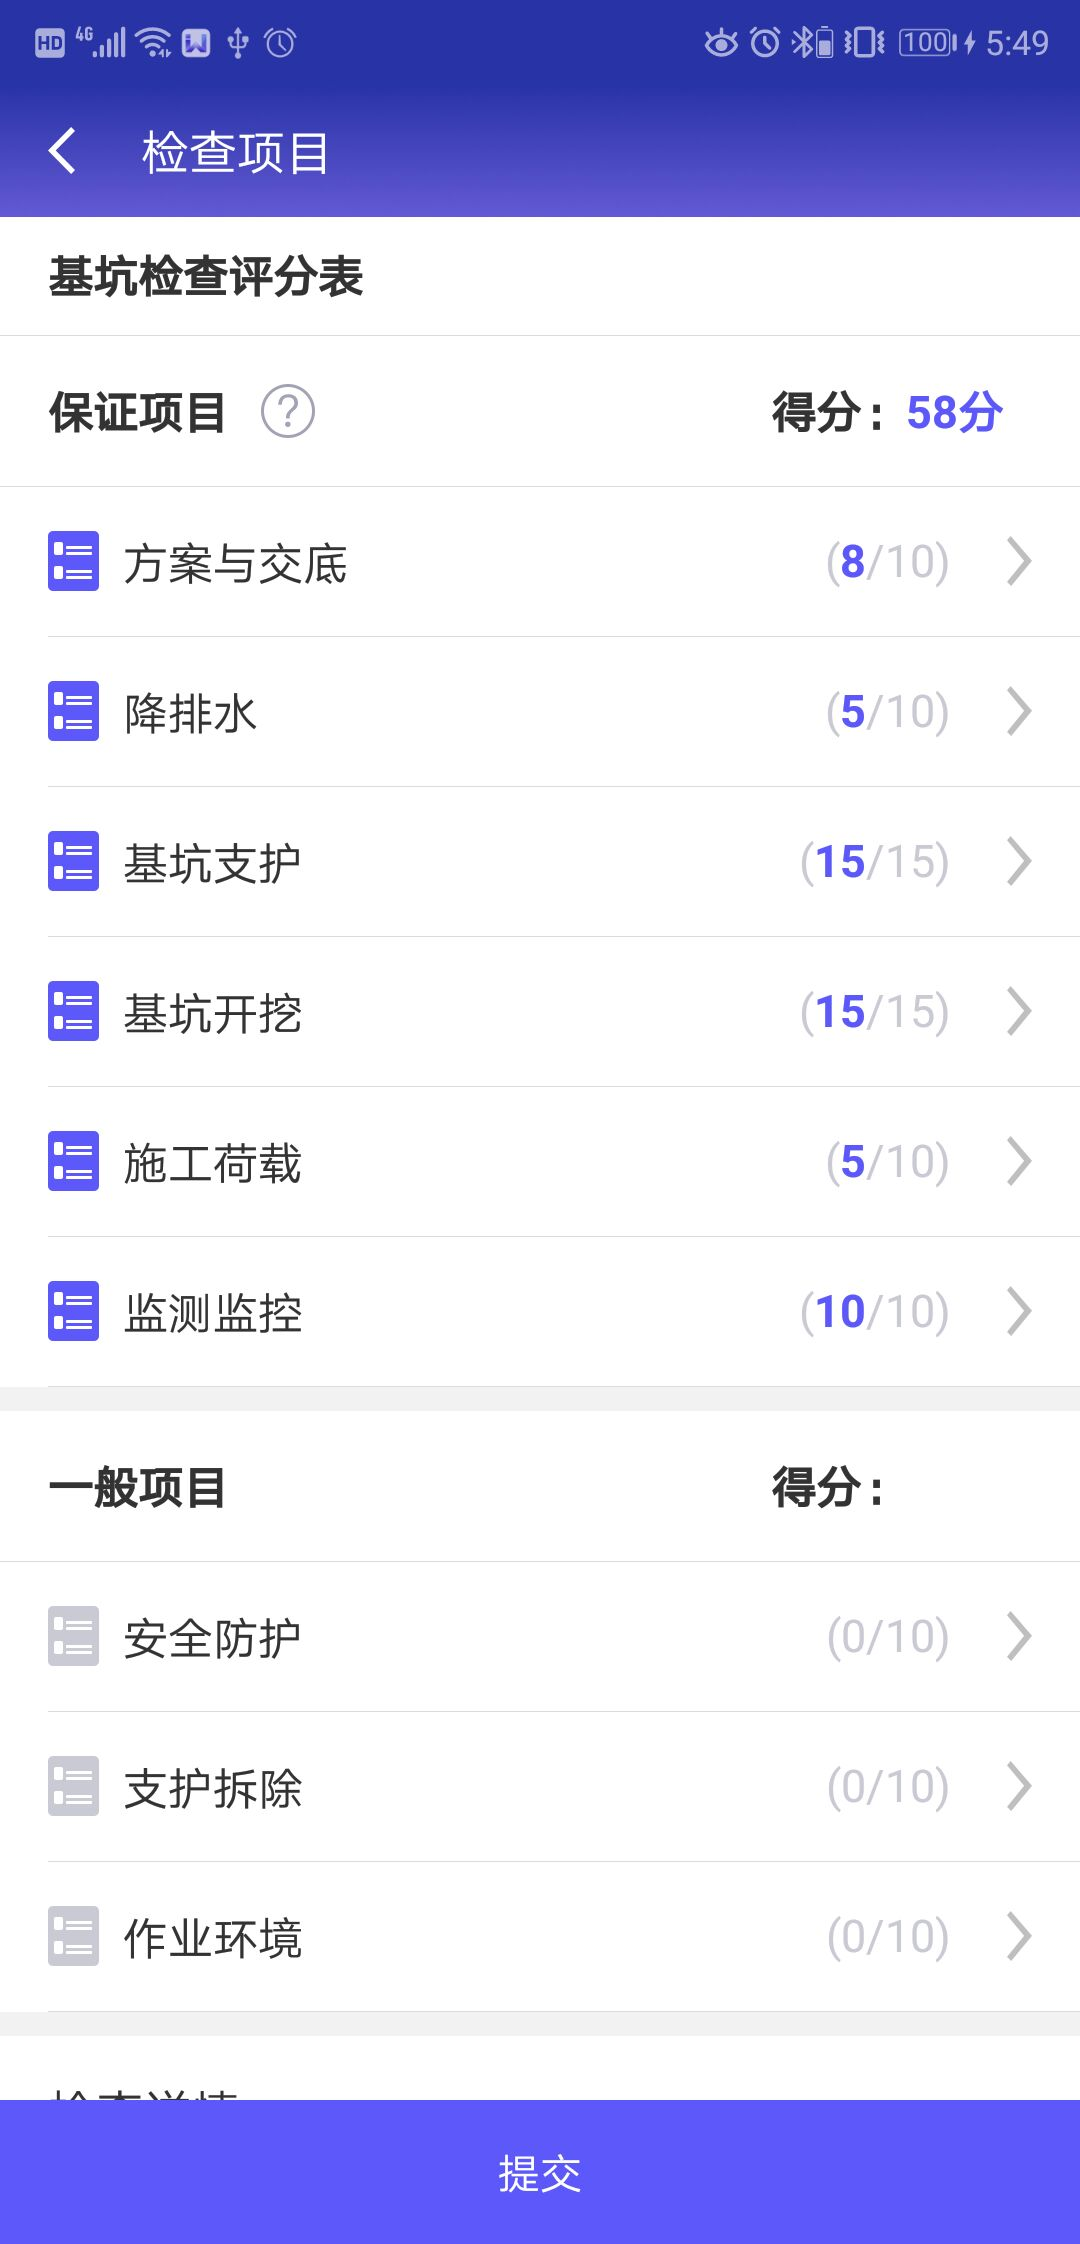 HD 4G 100 5:49
检查项目
基坑检查评分表
保证项目 ? 得分: 58分
方案与交底 (8/10)
降排水 (5/10)
基坑支护 (15/15)
基坑开挖 (15/15)
施工荷载 (5/10)
监测监控 (10/10)
一般项目 得分:
安全防护 (0/10)
支护拆除 (0/10)
作业环境 (0/10)
提交